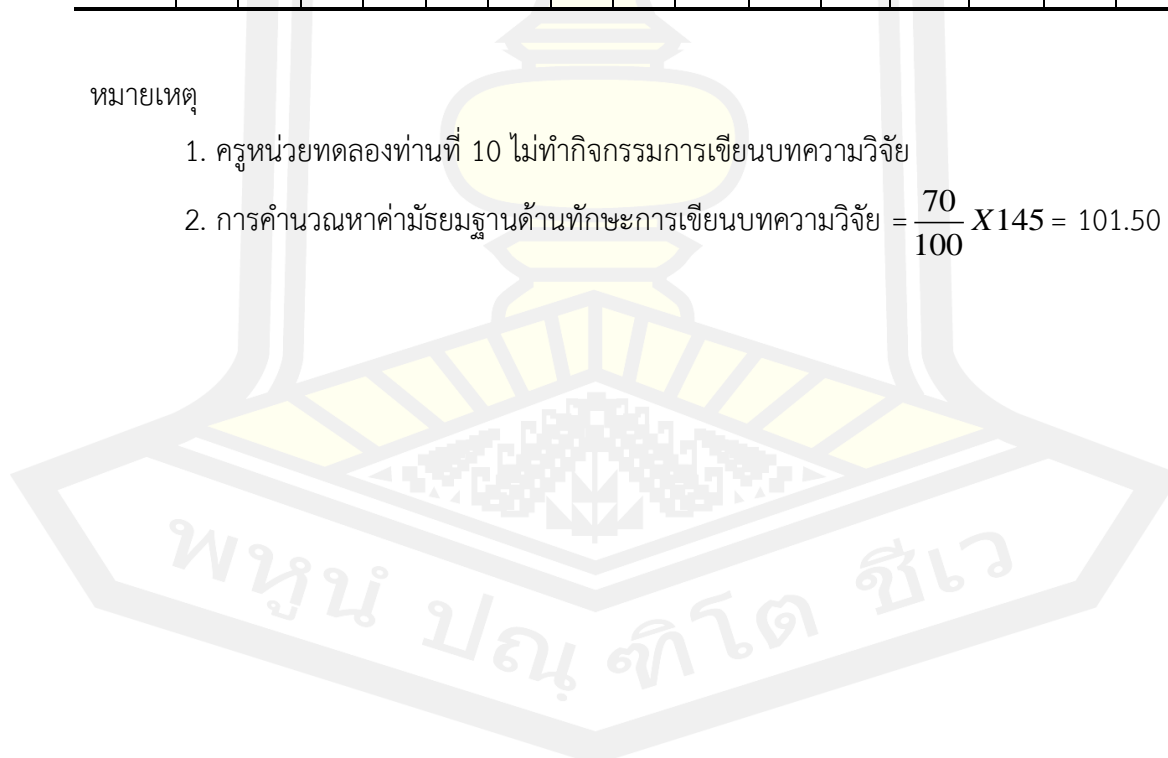 หมายเหตุ
1. ครูหน่วยทดลองท่านที่ 10 ไม่ทำกิจกรรมการเขียนบทความวิจัย
2. การคำนวณหาค่ามัธยมฐานด้านทักษะการเขียนบทความวิจัย = 70/100 X145 = 101.50
พหูนํ ปณฺฑิโต ชีเว